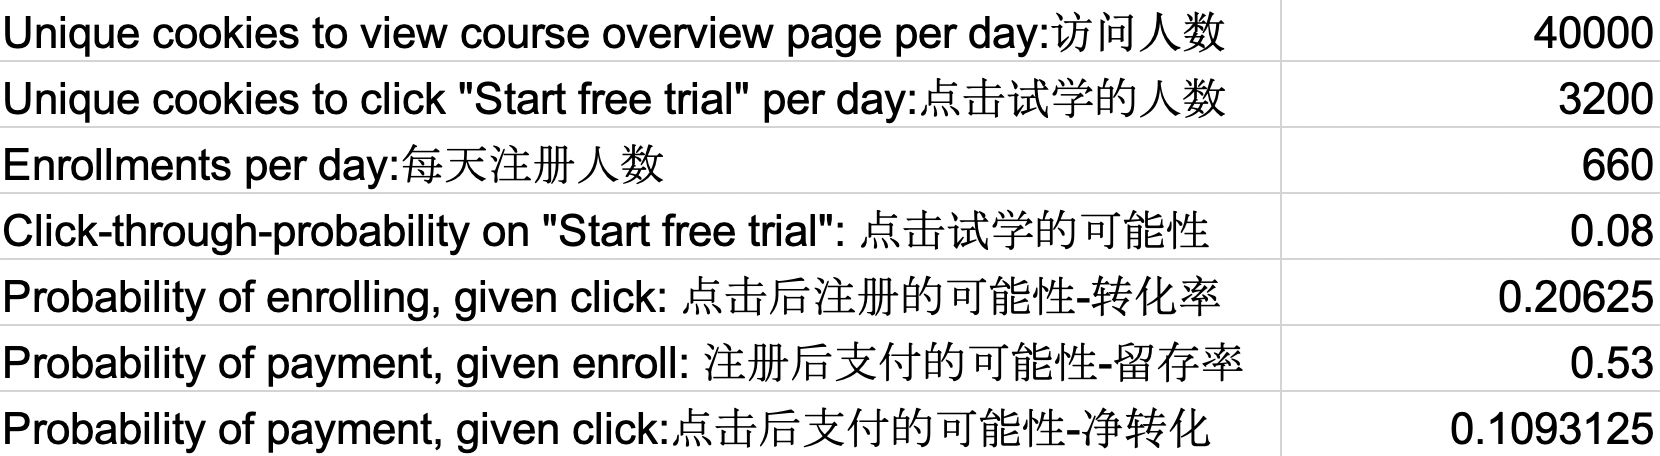 Unique cookies to view course overview page per day:访问人数 40000
Unique cookies to click "Start free trial" per day:点击试学的人数 3200
Enrollments per day:每天注册人数 660
Click-through-probability on "Start free trial": 点击试学的可能性 0.08
Probability of enrolling, given click: 点击后注册的可能性-转化率 0.20625
Probability of payment, given enroll: 注册后支付的可能性-留存率 0.53
Probability of payment, given click:点击后支付的可能性-净转化 0.1093125